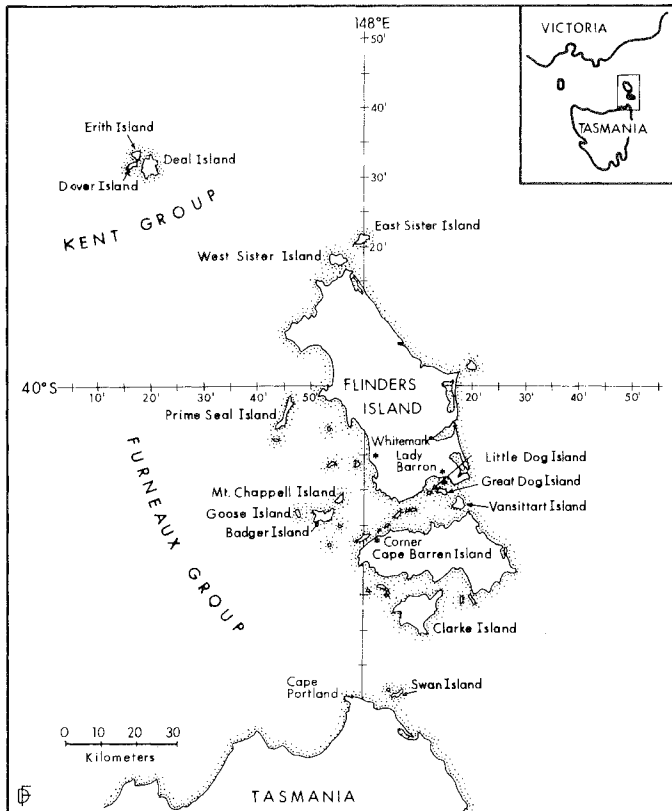 148°E
50'
40'
30'
20'
VICTORIA
TASMANIA
Erith Island
Deal Island
Dover Island
KENT GROUP
East Sister Island
West Sister Island
40°S
10'
20'
30'
40'
50'
20'
30'
40'
50'
FLINDERS
ISLAND
Prime Seal Island
Whitemark
Lady
Barron
Little Dog Island
Great Dog Island
Vansittart Island
Mt. Chappell Island
Goose Island
Badger Island
Corner
Cape Barren Island
FURNEAUX GROUP
Clarke Island
Cape
Portland
Swan Island
0 10 20 30
Kilometers
TASMANIA